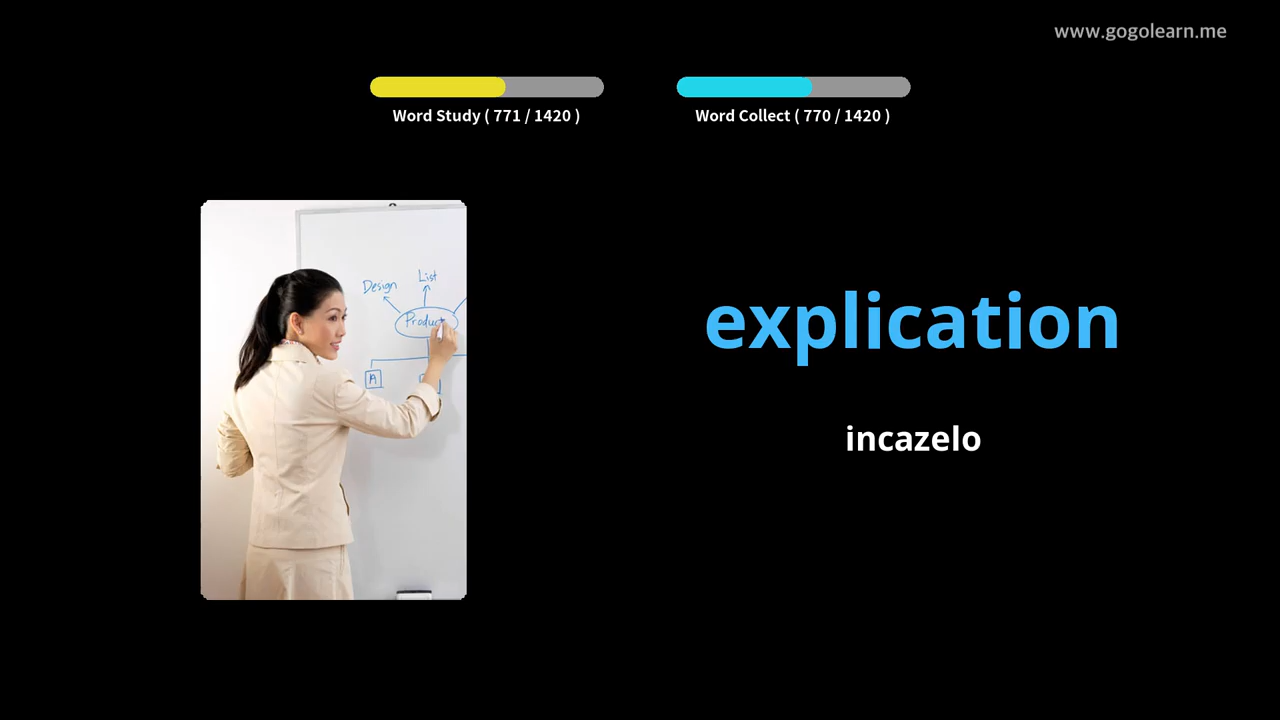 www.gogolearn.me
Word Study ( 771 / 1420 )
Word Collect ( 770 / 1420 )
List
Design
Product
explication
A
incazelo